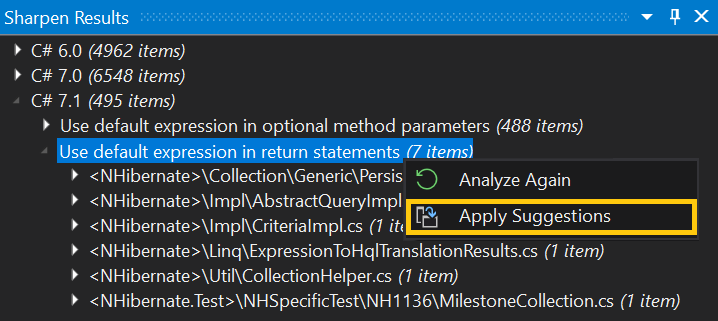 Sharpen Results
C# 6.0 (4962 items)
C# 7.0 (6548 items)
C# 7.1 (495 items)
Use default expression in optional method parameters (488 items)
Use default expression in return statements (7 items)
<NHibernate>\Collection\Generic\Persis
Analyze Again
<NHibernate>\Impl\AbstractQueryImpl
<NHibernate>\Impl\CriteriaImpl.cs (1 item)
Apply Suggestions
<NHibernate>\Linq\ExpressionToHqlTranslationResults.cs (1 item)
<NHibernate>\Util\CollectionHelper.cs (1 item)
<NHibernate.Test>\NHSpecificTest\NH1136\MilestoneCollection.cs (1 item)